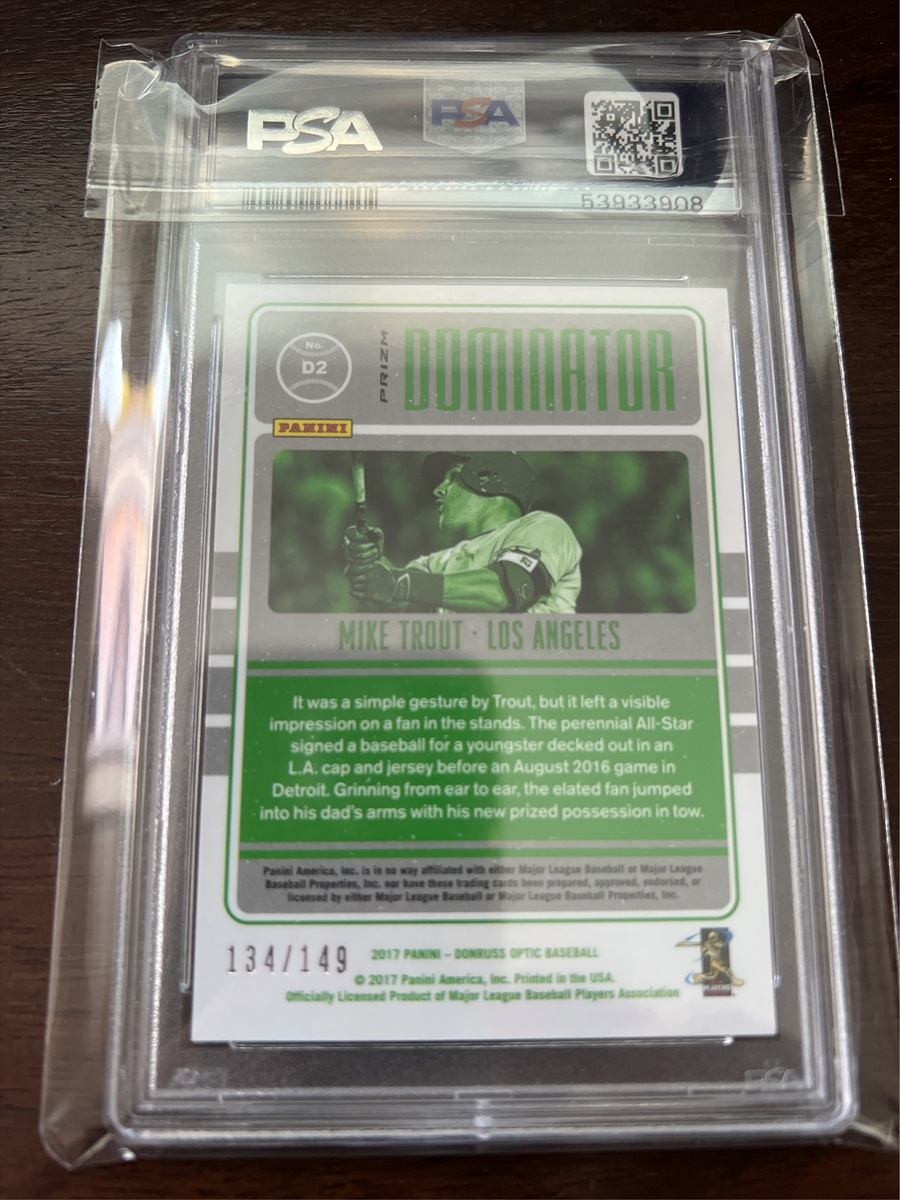 PSA
PSA
53933908
No.
D2
PRIZM
DOMINATOR
PANINI
MIKE TROUT · LOS ANGELES
It was a simple gesture by Trout, but it left a visible
impression on a fan in the stands. The perennial All-Star
signed a baseball for a youngster decked out in an
L.A. cap and jersey before an August 2016 game in
Detroit. Grinning from ear to ear, the elated fan jumped
into his dad's arms with his new prized possession in tow.
Panini America, Inc. is in no way affiliated with either Major League Baseball or Major League
Baseball Properties, Inc. nor have these trading cards been prepared, approved, endorsed, or
licensed by either Major League Baseball or Major League Baseball Properties, Inc.
134/149
2017 PANINI – DONRUSS OPTIC BASEBALL
© 2017 Panini America, Inc. Printed in the USA.
Officially Licensed Product of Major League Baseball Players Association
PLAYERS
PSA